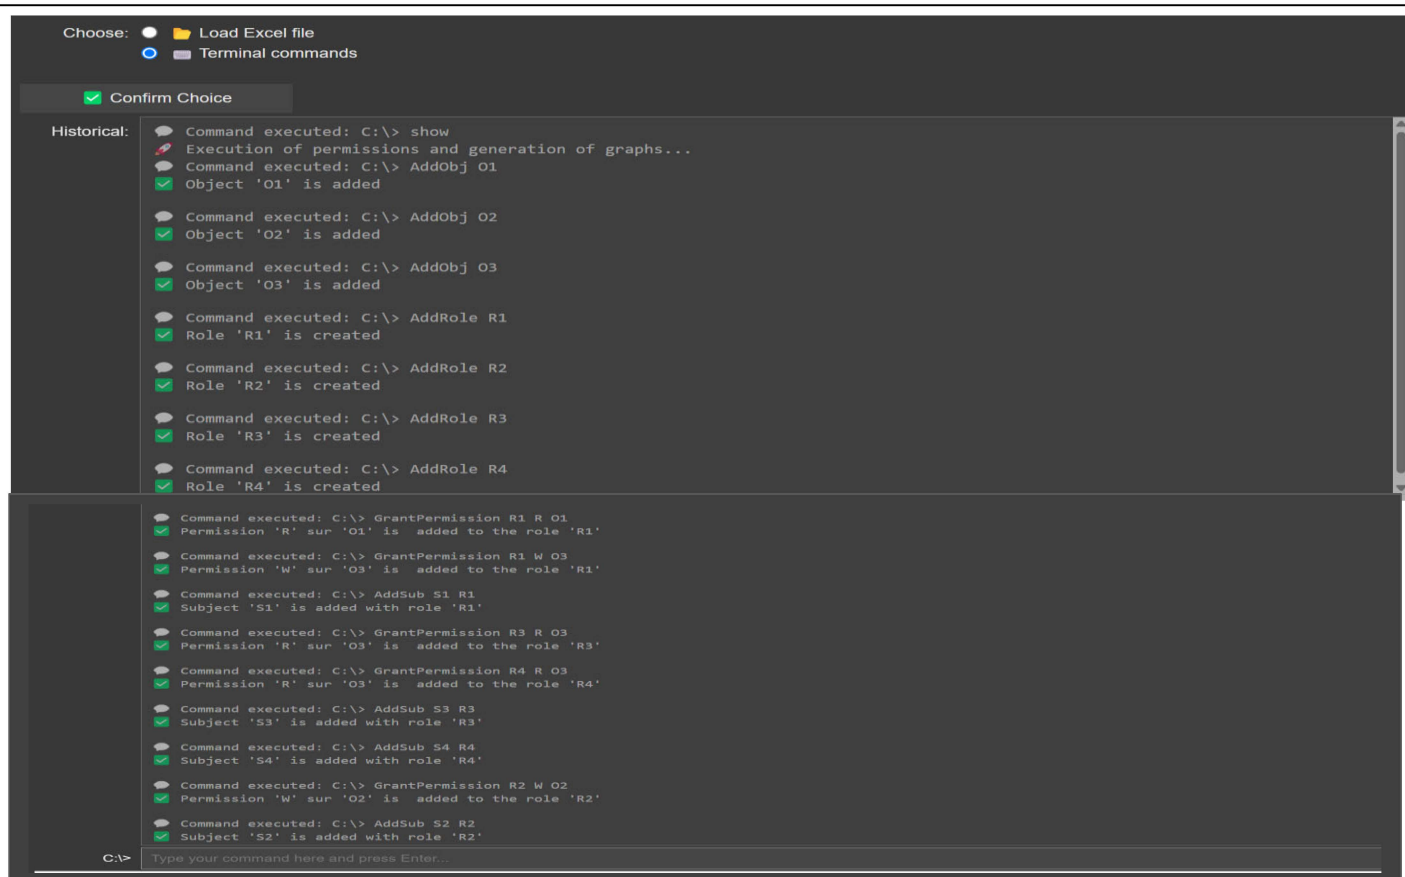 Choose: Load Excel file
Terminal commands
Confirm Choice
Historical: Command executed: C:\> show
Execution of permissions and generation of graphs...
Command executed: C:\> AddObj O1
Object 'O1' is added
Command executed: C:\> AddObj O2
Object 'O2' is added
Command executed: C:\> AddObj O3
Object 'O3' is added
Command executed: C:\> AddRole R1
Role 'R1' is created
Command executed: C:\> AddRole R2
Role 'R2' is created
Command executed: C:\> AddRole R3
Role 'R3' is created
Command executed: C:\> AddRole R4
Role 'R4' is created
Command executed: C:\> GrantPermission R1 R O1
Permission 'R' sur 'O1' is  added to the role 'R1'
Command executed: C:\> GrantPermission R1 W O3
Permission 'W' sur 'O3' is  added to the role 'R1'
Command executed: C:\> AddSub S1 R1
Subject 'S1' is added with role 'R1'
Command executed: C:\> GrantPermission R3 R O3
Permission 'R' sur 'O3' is  added to the role 'R3'
Command executed: C:\> GrantPermission R4 R O3
Permission 'R' sur 'O3' is  added to the role 'R4'
Command executed: C:\> AddSub S3 R3
Subject 'S3' is added with role 'R3'
Command executed: C:\> AddSub S4 R4
Subject 'S4' is added with role 'R4'
Command executed: C:\> GrantPermission R2 W O2
Permission 'W' sur 'O2' is  added to the role 'R2'
Command executed: C:\> AddSub S2 R2
Subject 'S2' is added with role 'R2'
C:\> Type your command here and press Enter...